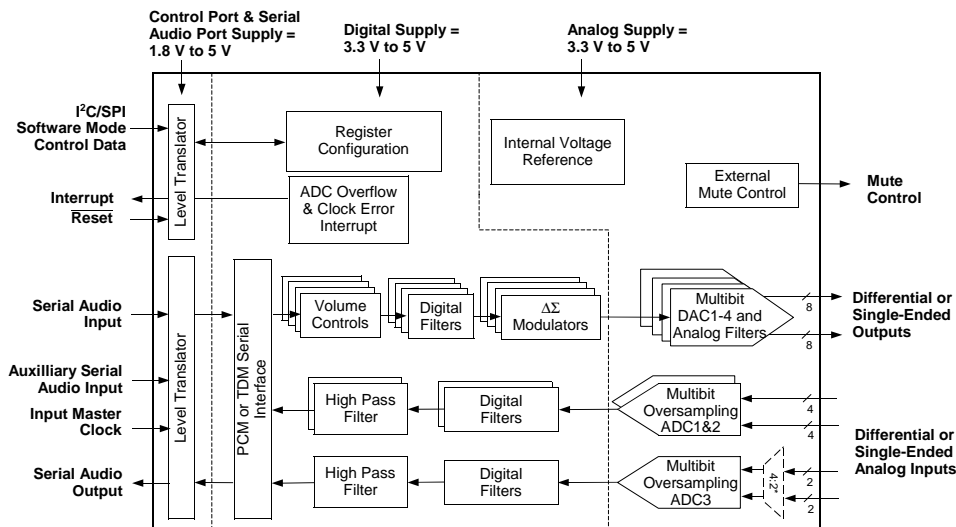 Control Port & Serial
Audio Port Supply =
1.8 V to 5 V
Digital Supply =
3.3 V to 5 V
Analog Supply =
3.3 V to 5 V
I²C/SPI
Software Mode
Control Data
Level Translator
Register
Configuration
Internal Voltage
Reference
External
Mute Control
Mute
Control
Interrupt
Reset
ADC Overflow
& Clock Error
Interrupt
Serial Audio
Input
Level Translator
PCM or TDM Serial
Interface
Volume
Controls
Digital
Filters
ΔΣ
Modulators
Multibit
DAC1-4 and
Analog Filters
8
8
Differential or
Single-Ended
Outputs
Auxilliary Serial
Audio Input
Input Master
Clock
High Pass
Filter
Digital
Filters
Multibit
Oversampling
ADC1&2
4
4
Differential or
Single-Ended
Analog Inputs
Serial Audio
Output
High Pass
Filter
Digital
Filters
Multibit
Oversampling
ADC3
4:2*
2
2